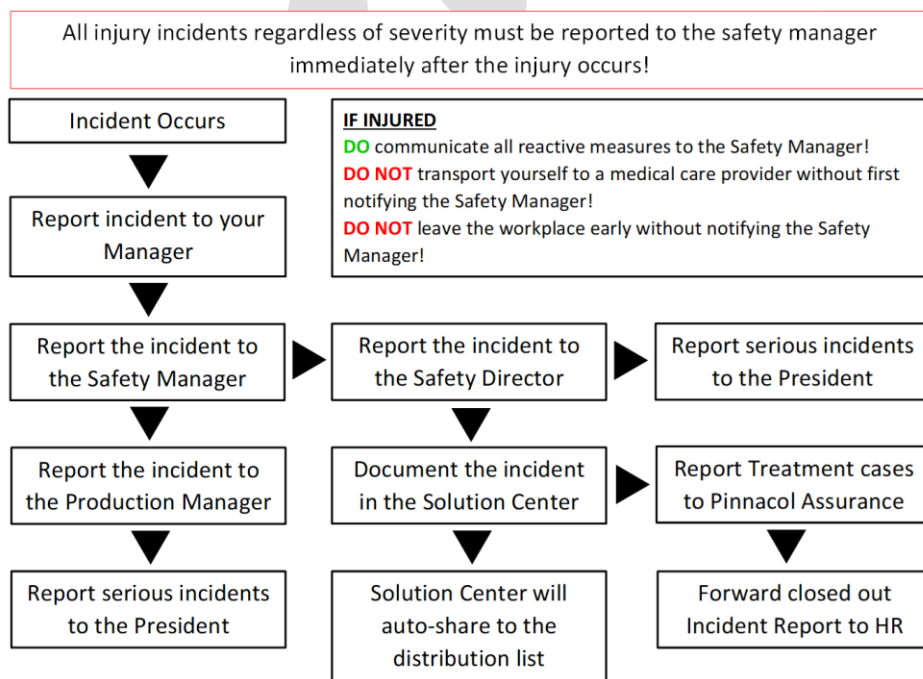 All injury incidents regardless of severity must be reported to the safety manager
immediately after the injury occurs!
Incident Occurs
IF INJURED
DO communicate all reactive measures to the Safety Manager!
DO NOT transport yourself to a medical care provider without first
notifying the Safety Manager!
DO NOT leave the workplace early without notifying the Safety
Manager!
Report incident to your
Manager
Report the incident to
the Safety Manager
Report the incident to
the Safety Director
Report serious incidents
to the President
Report the incident to
the Production Manager
Document the incident
in the Solution Center
Report Treatment cases
to Pinnacol Assurance
Report serious incidents
to the President
Solution Center will
auto-share to the
distribution list
Forward closed out
Incident Report to HR